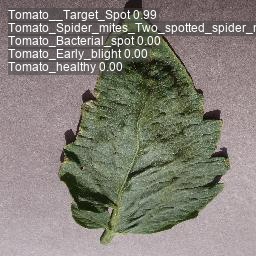 Tomato__Target_Spot 0.99
Tomato_Spider_mites_Two_spotted_spider_
Tomato_Bacterial_spot 0.00
Tomato_Early_blight 0.00
Tomato_healthy 0.00